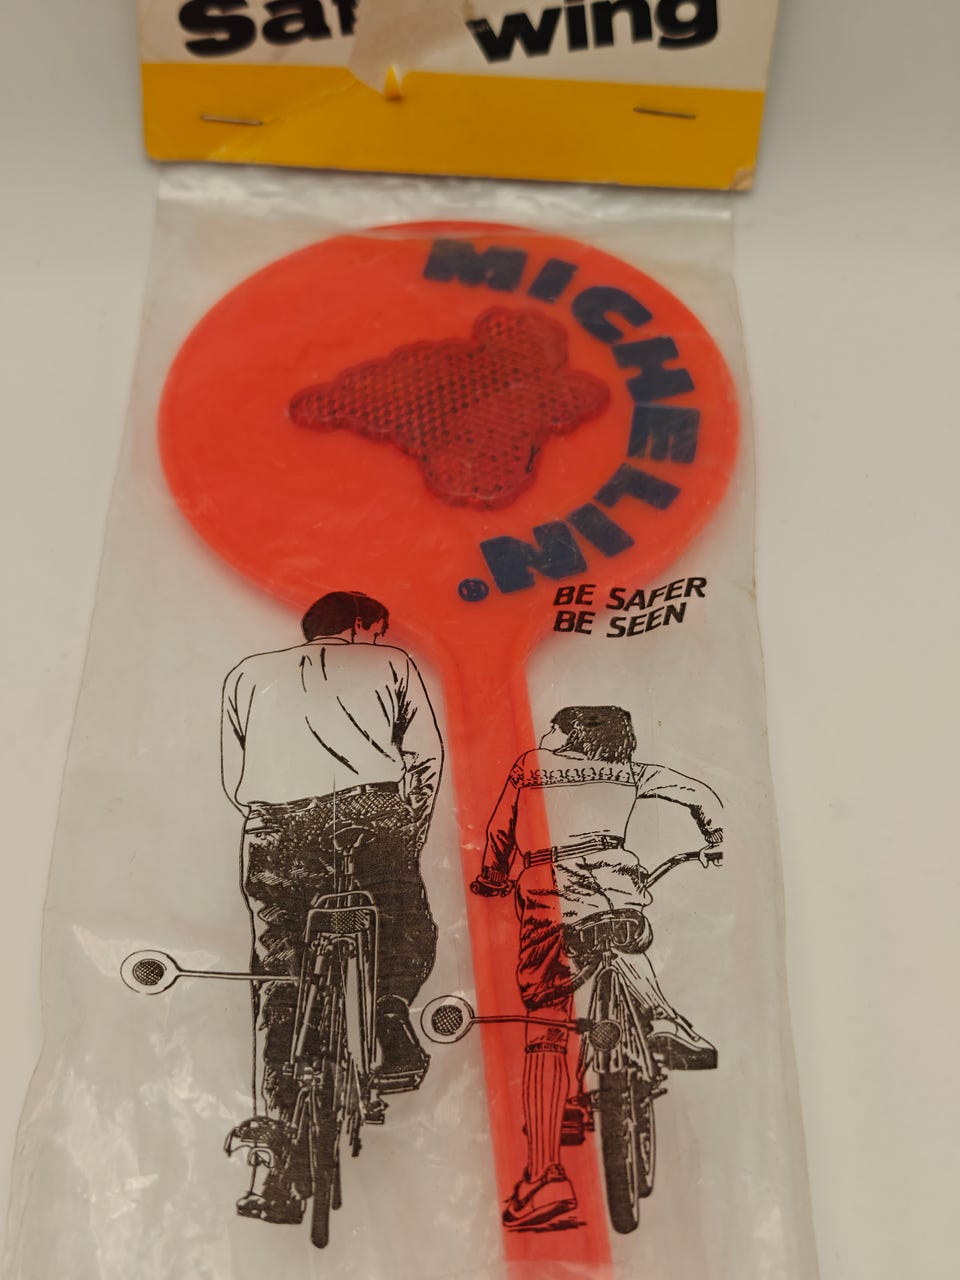 wing
MICHELIN®
BE SAFER
BE SEEN